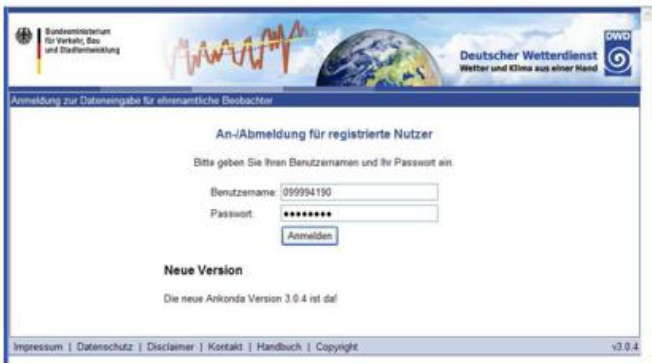 Bundesministerium
für Verkehr, Bau
und Stadtentwicklung
DWD
Deutscher Wetterdienst
Wetter und Klima aus einer Hand
Anmeldung zur Dateneingabe für ehrenamtliche Beobachter
An-/Abmeldung für registrierte Nutzer
Bitte geben Sie Ihren Benutzernamen und Ihr Passwort ein.
Benutzername: 099994190
Passwort: ••••••••
Anmelden
Neue Version
Die neue Ankonda Version 3.0.4 ist da!
Impressum | Datenschutz | Disclaimer | Kontakt | Handbuch | Copyright v3.0.4